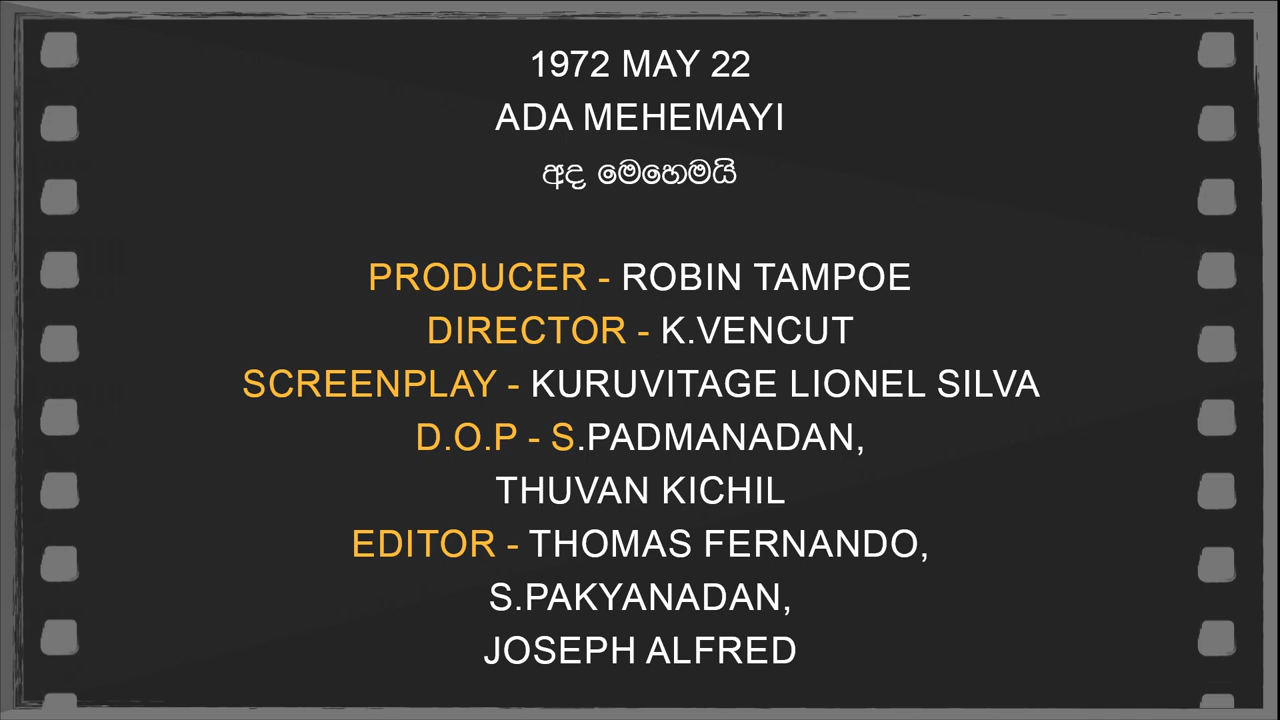 1972 MAY 22
ADA MEHEMAYI
අද මෙහෙමයි
PRODUCER - ROBIN TAMPOE
DIRECTOR - K.VENCUT
SCREENPLAY - KURUVITAGE LIONEL SILVA
D.O.P - S.PADMANADAN,
THUVAN KICHIL
EDITOR - THOMAS FERNANDO,
S.PAKYANADAN,
JOSEPH ALFRED